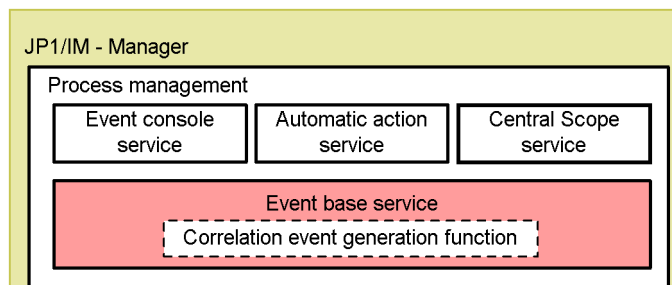 JP1/IM - Manager
Process management
Event console
service
Automatic action
service
Central Scope
service
Event base service
Correlation event generation function